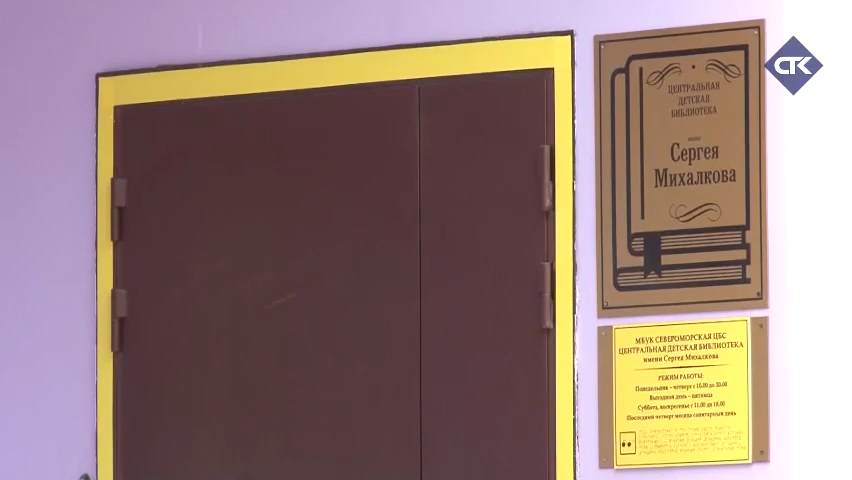 СТК
ЦЕНТРАЛЬНАЯ
ДЕТСКАЯ
БИБЛИОТЕКА
имени
Сергея
Михалкова
МБУК СЕВЕРОМОРСКАЯ ЦБС
ЦЕНТРАЛЬНАЯ ДЕТСКАЯ БИБЛИОТЕКА
имени Сергея Михалкова
РЕЖИМ РАБОТЫ:
Понедельник - четверг с 10.00 до 20.00
Выходной день - пятница
Суббота, воскресенье с 11.00 до 18.00
Последний четверг месяца санитарный день